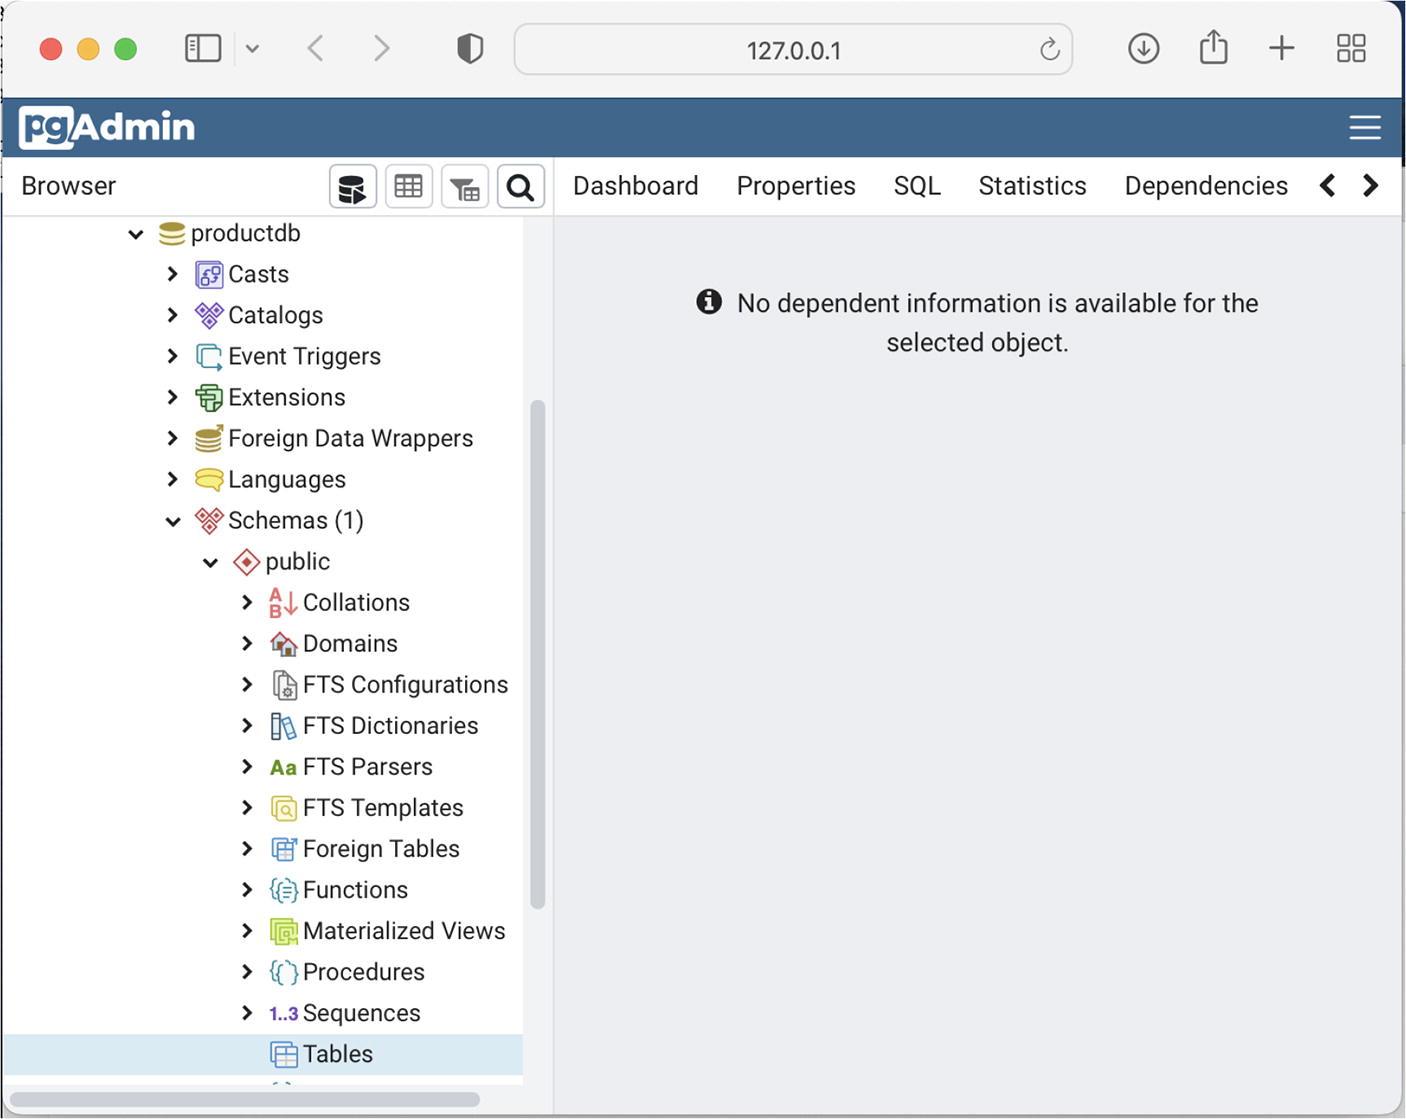 127.0.0.1
pgAdmin
Browser
Dashboard Properties SQL Statistics Dependencies
productdb
Casts
Catalogs
Event Triggers
Extensions
Foreign Data Wrappers
Languages
Schemas (1)
public
Collations
Domains
FTS Configurations
FTS Dictionaries
Aa FTS Parsers
FTS Templates
Foreign Tables
Functions
Materialized Views
Procedures
1..3 Sequences
Tables
No dependent information is available for the
selected object.